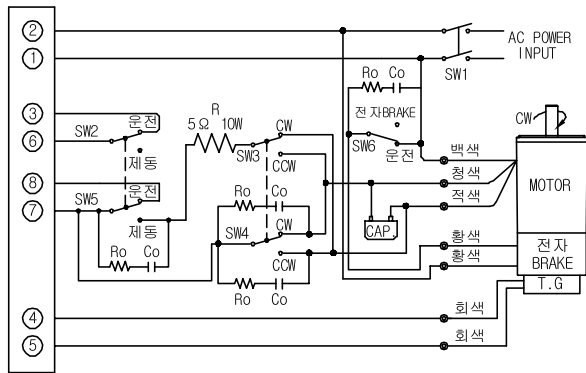 2
AC POWER
INPUT
1
SW1
Ro Co
3
운전
R
5Ω 10W
전자BRAKE
CW
6
SW2
SW3
CW
SW6
운전
제동
CCW
백색
8
운전
Ro Co
청색
MOTOR
7
SW5
SW4
CW
적색
제동
CAP.
Ro Co
CCW
황색
전자
BRAKE
황색
Ro Co
T.G
4
회색
5
회색